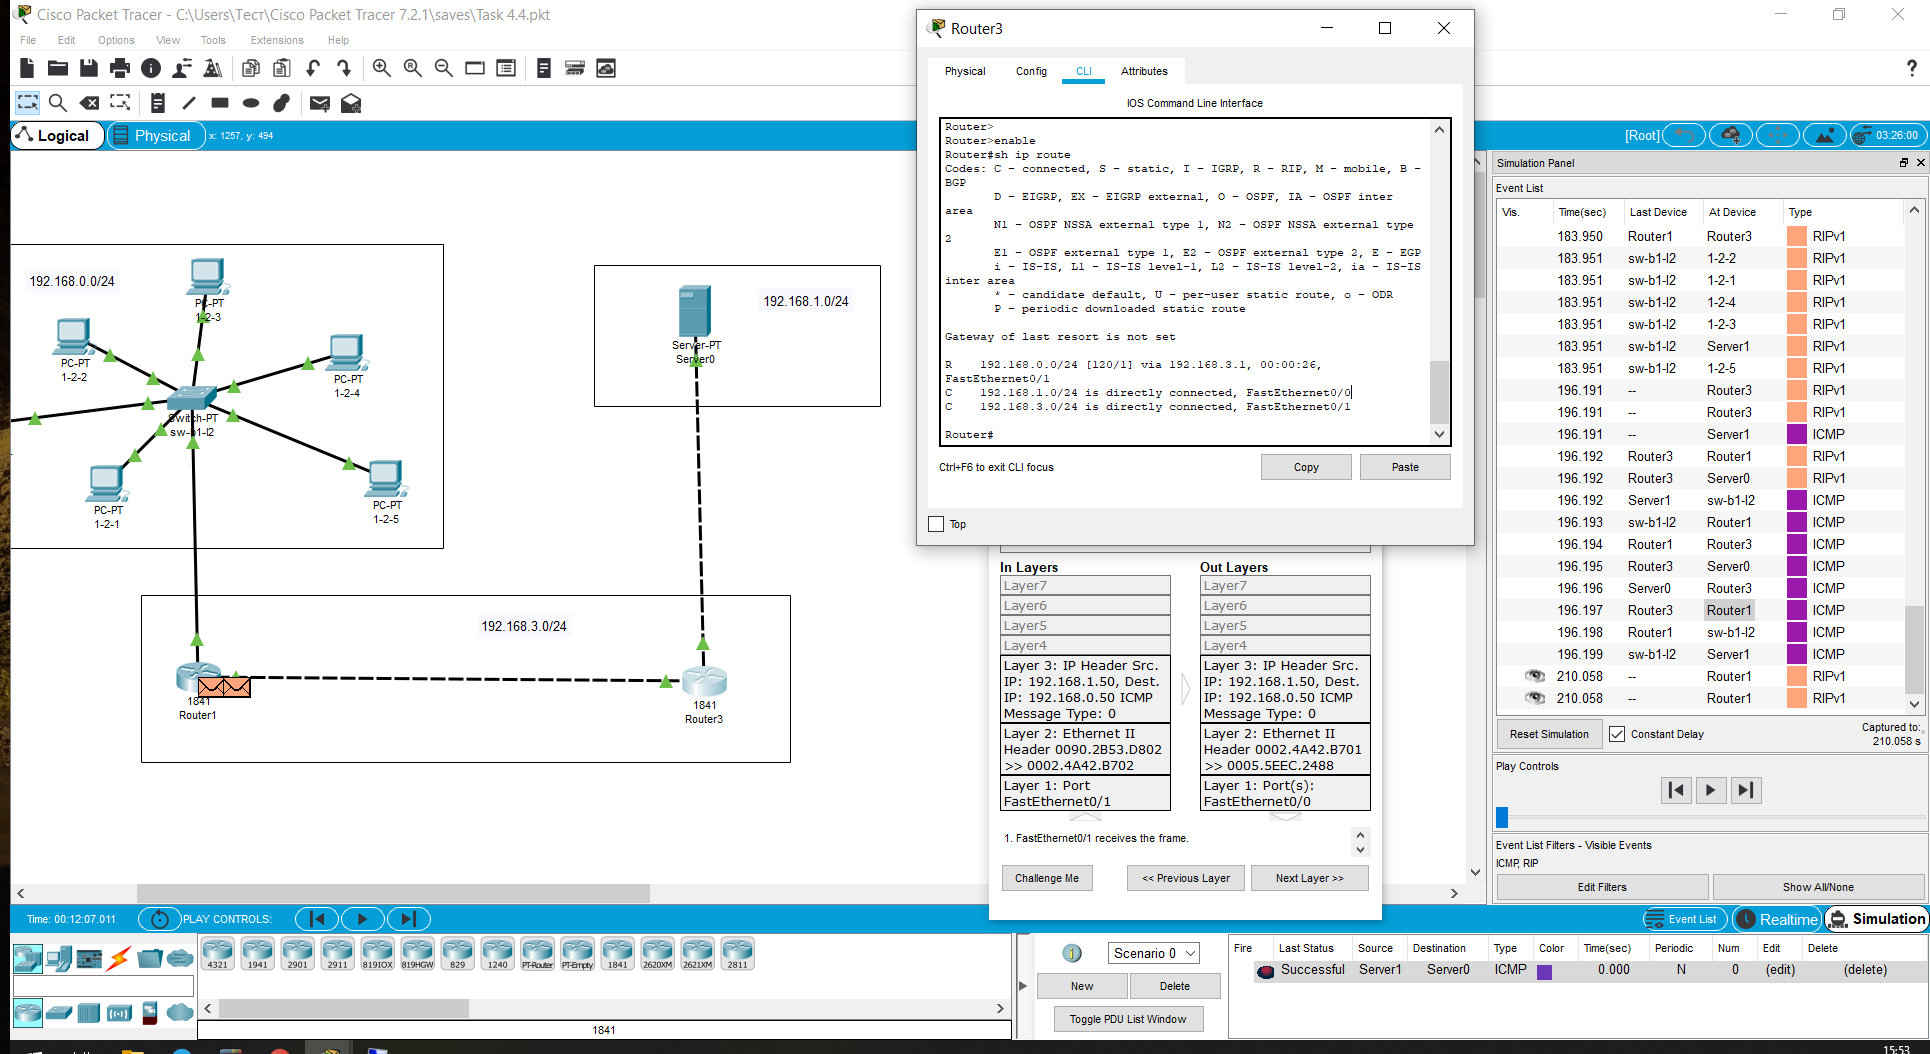 Cisco Packet Tracer - C:\Users\Тест\Cisco Packet Tracer 7.2.1\saves\Task 4.4.pkt
File Edit Options View Tools Extensions Help
Logical Physical x: 1257, y: 494
[Root] 03:26:00
192.168.0.0/24
PC-PT
1-2-3
PC-PT
1-2-2
PC-PT
1-2-4
Switch-PT
sw-b1-l2
PC-PT
1-2-1
PC-PT
1-2-5
192.168.1.0/24
Server-PT
Server0
192.168.3.0/24
1841
Router1
1841
Router3
Router3
Physical Config CLI Attributes
IOS Command Line Interface
Router>
Router>enable
Router#sh ip route
Codes: C - connected, S - static, I - IGRP, R - RIP, M - mobile, B -
BGP
D - EIGRP, EX - EIGRP external, O - OSPF, IA - OSPF inter
area
N1 - OSPF NSSA external type 1, N2 - OSPF NSSA external type
2
E1 - OSPF external type 1, E2 - OSPF external type 2, E - EGP
i - IS-IS, L1 - IS-IS level-1, L2 - IS-IS level-2, ia - IS-IS
inter area
* - candidate default, U - per-user static route, o - ODR
P - periodic downloaded static route
Gateway of last resort is not set
R 192.168.0.0/24 [120/1] via 192.168.3.1, 00:00:26,
FastEthernet0/1
C 192.168.1.0/24 is directly connected, FastEthernet0/0
C 192.168.3.0/24 is directly connected, FastEthernet0/1
Router#
Ctrl+F6 to exit CLI focus
Copy Paste
Top
In Layers Out Layers
Layer7 Layer7
Layer6 Layer6
Layer5 Layer5
Layer4 Layer4
Layer 3: IP Header Src.
IP: 192.168.1.50, Dest.
IP: 192.168.0.50 ICMP
Message Type: 0
Layer 3: IP Header Src.
IP: 192.168.1.50, Dest.
IP: 192.168.0.50 ICMP
Message Type: 0
Layer 2: Ethernet II
Header 0090.2B53.D802
>> 0002.4A42.B702
Layer 2: Ethernet II
Header 0002.4A42.B701
>> 0005.5EEC.2488
Layer 1: Port
FastEthernet0/1
Layer 1: Port(s):
FastEthernet0/0
1. FastEthernet0/1 receives the frame.
Challenge Me << Previous Layer Next Layer >>
Simulation Panel
Event List
Vis. Time(sec) Last Device At Device Type
183.950 Router1 Router3 RIPv1
183.951 sw-b1-l2 1-2-2 RIPv1
183.951 sw-b1-l2 1-2-1 RIPv1
183.951 sw-b1-l2 1-2-4 RIPv1
183.951 sw-b1-l2 1-2-3 RIPv1
183.951 sw-b1-l2 Server1 RIPv1
183.951 sw-b1-l2 1-2-5 RIPv1
196.191 -- Router3 RIPv1
196.191 -- Router3 RIPv1
196.191 -- Server1 ICMP
196.192 Router3 Router1 RIPv1
196.192 Router3 Server0 RIPv1
196.192 Server1 sw-b1-l2 ICMP
196.193 sw-b1-l2 Router1 ICMP
196.194 Router1 Router3 ICMP
196.195 Router3 Server0 ICMP
196.196 Server0 Router3 ICMP
196.197 Router3 Router1 ICMP
196.198 Router1 sw-b1-l2 ICMP
196.199 sw-b1-l2 Server1 ICMP
210.058 -- Router1 RIPv1
210.058 -- Router1 RIPv1
Reset Simulation Constant Delay Captured to:
210.058 s
Play Controls
Event List Filters - Visible Events
ICMP, RIP
Edit Filters Show All/None
Time: 00:12:07.011 PLAY CONTROLS:
Event List Realtime Simulation
4321 1941 2901 2911 819IOX 819HGW 829 1240 PT-Router PT-Empty 1841 2620XM 2621XM 2811
1841
1 Scenario 0
New Delete
Toggle PDU List Window
Fire Last Status Source Destination Type Color Time(sec) Periodic Num Edit Delete
Successful Server1 Server0 ICMP 0.000 N 0 (edit) (delete)
15:53